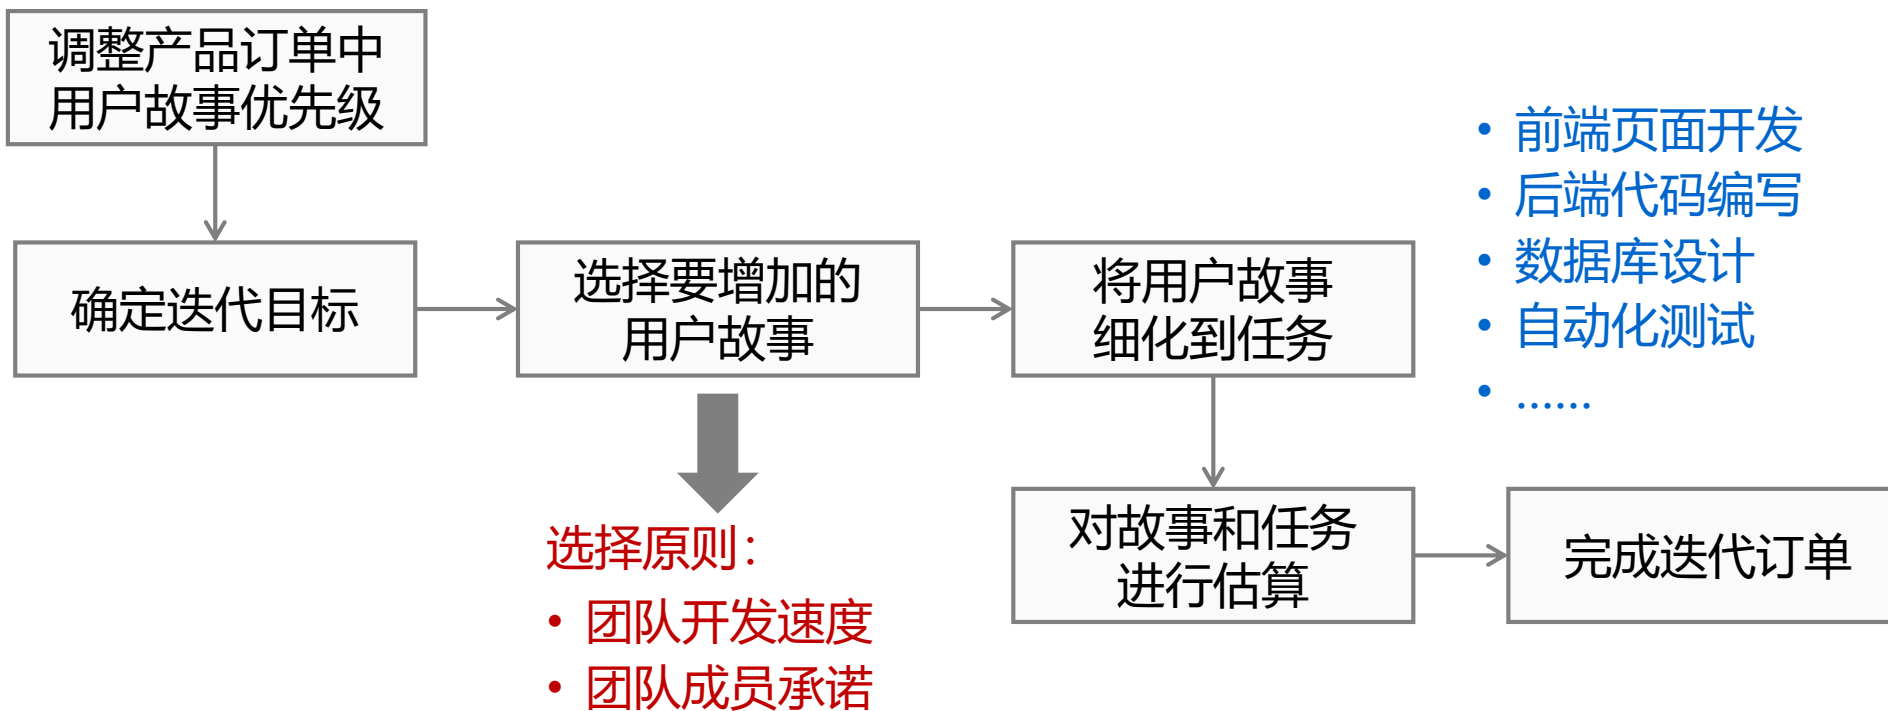 调整产品订单中
用户故事优先级
确定迭代目标
选择要增加的
用户故事
将用户故事
细化到任务
• 前端页面开发
• 后端代码编写
• 数据库设计
• 自动化测试
• ……
选择原则：
• 团队开发速度
• 团队成员承诺
对故事和任务
进行估算
完成迭代订单